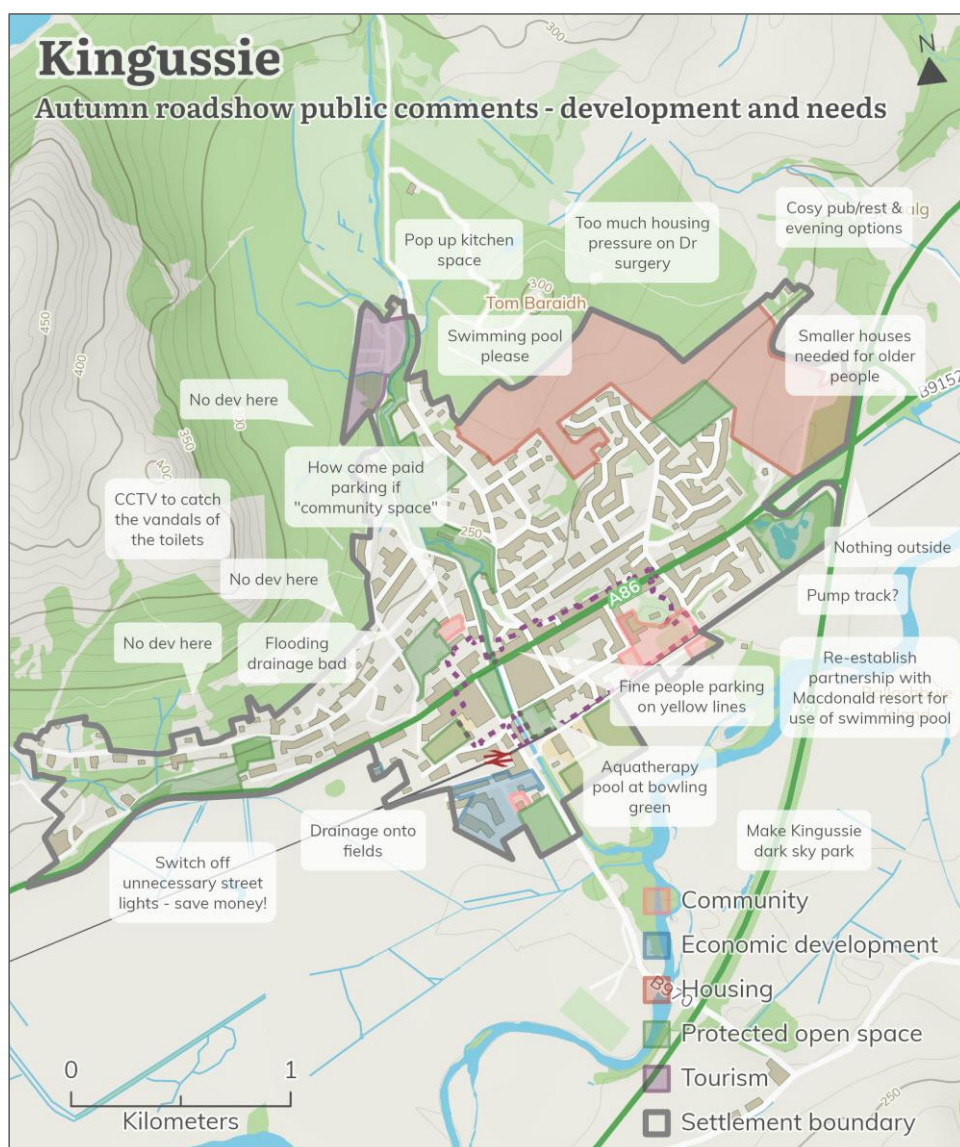 Kingussie
Autumn roadshow public comments - development and needs
N
300
Cosy pub/rest &
evening options
Too much housing
pressure on Dr
surgery
Pop up kitchen
space
300
Tom Baraidh
450
400
Swimming pool
please
Smaller houses
needed for older
people
B9152
No dev here
350
400
How come paid
parking if
"community space"
CCTV to catch
the vandals of
the toilets
250
Nothing outside
No dev here
A86
Pump track?
No dev here
Flooding
drainage bad
Fine people parking
on yellow lines
Re-establish
partnership with
Macdonald resort for
use of swimming pool
Aquatherapy
pool at bowling
green
Drainage onto
fields
Make Kingussie
dark sky park
Switch off
unnecessary street
lights - save money!
Community
Economic development
Housing
Protected open space
Tourism
Settlement boundary
250
0 1
Kilometers